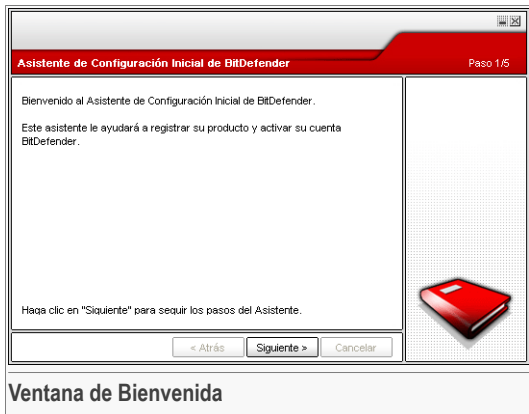 Asistente de Configuración Inicial de BitDefender
Paso 1/5
Bienvenido al Asistente de Configuración Inicial de BitDefender.
Este asistente le ayudará a registrar su producto y activar su cuenta
BitDefender.
Haga clic en "Siguiente" para seguir los pasos del Asistente.
< Atrás
Siguiente >
Cancelar
Ventana de Bienvenida